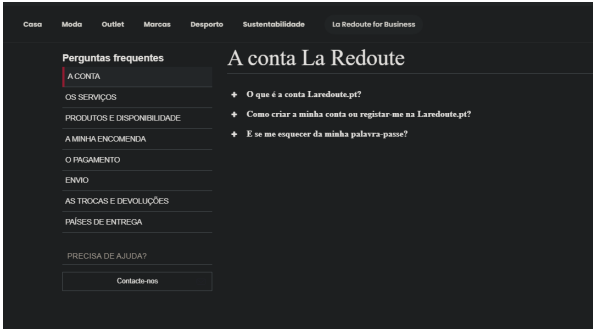 Casa Moda Outlet Marcas Desporto Sustentabilidade La Redoute for Business
Perguntas frequentes
A CONTA
OS SERVIÇOS
PRODUTOS E DISPONIBILIDADE
A MINHA ENCOMENDA
O PAGAMENTO
ENVIO
AS TROCAS E DEVOLUÇÕES
PAÍSES DE ENTREGA
PRECISA DE AJUDA?
Contacte-nos
A conta La Redoute
+ O que é a conta Laredoute.pt?
+ Como criar a minha conta ou registar-me na Laredoute.pt?
+ E se me esquecer da minha palavra-passe?